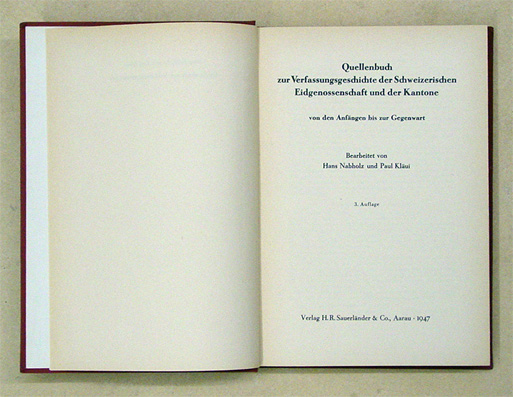 Quellenbuch
zur Verfassungsgeschichte der Schweizerischen
Eidgenossenschaft und der Kantone
von den Anfängen bis zur Gegenwart
Bearbeitet von
Hans Nabholz und Paul Kläui
3. Auflage
Verlag H. R. Sauerländer & Co., Aarau · 1947